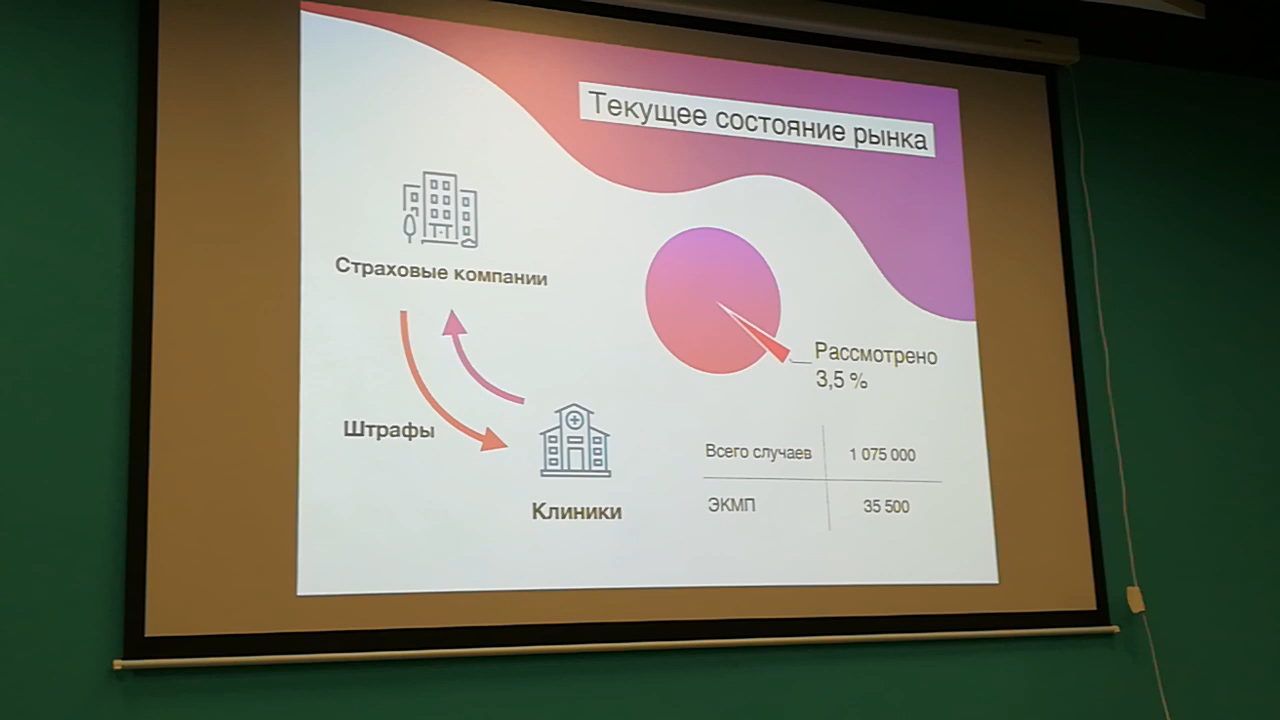 Текущее состояние рынка
Страховые компании
Штрафы
Клиники
Рассмотрено
3,5 %
Всего случаев 1 075 000
ЭКМП 35 500